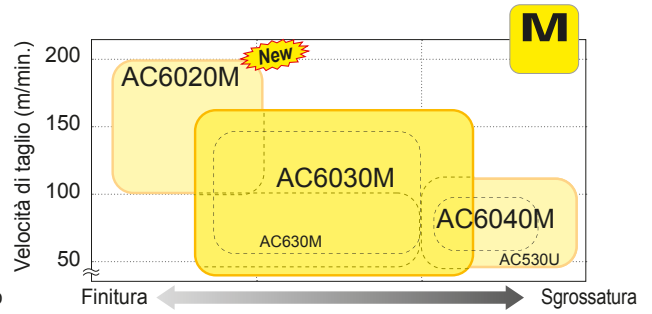 M
Velocità di taglio (m/min.)
200
150
100
50
New
AC6020M
AC6030M
AC630M
AC6040M
AC530U
Finitura
Sgrossatura